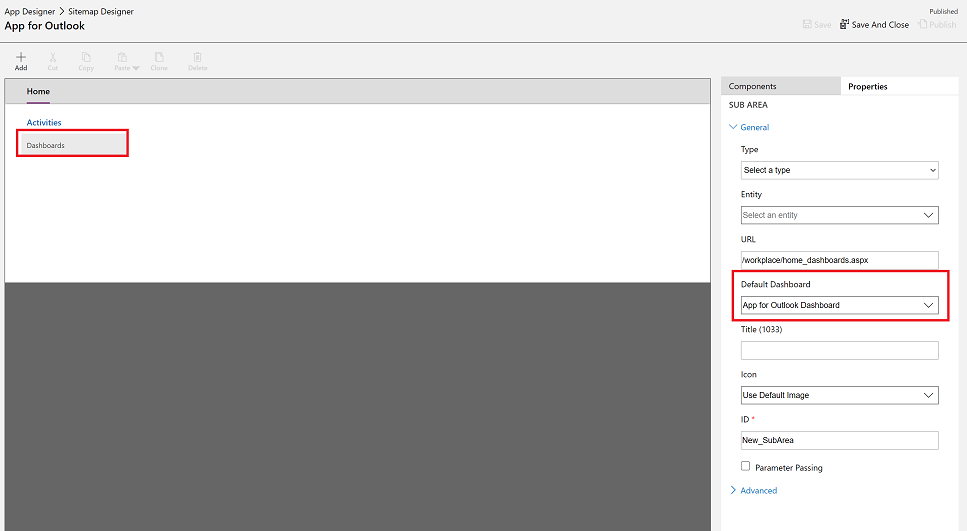 App Designer > Sitemap Designer
Published
App for Outlook
Save
Save And Close
Publish
Add
Cut
Copy
Paste
Clone
Delete
Home
Activities
Dashboards
Components
Properties
SUB AREA
General
Type
Select a type
Entity
Select an entity
URL
/workplace/home_dashboards.aspx
Default Dashboard
App for Outlook Dashboard
Title (1033)
Icon
Use Default Image
ID *
New_SubArea
Parameter Passing
Advanced